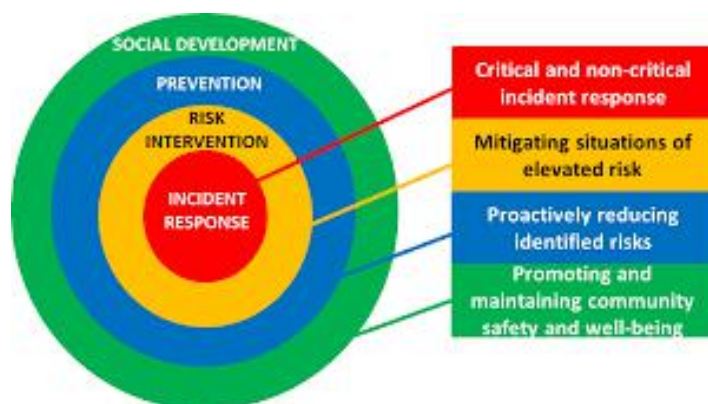 SOCIAL DEVELOPMENT
PREVENTION
RISK
INTERVENTION
INCIDENT
RESPONSE
Critical and non-critical
incident response
Mitigating situations of
elevated risk
Proactively reducing
identified risks
Promoting and
maintaining community
safety and well-being